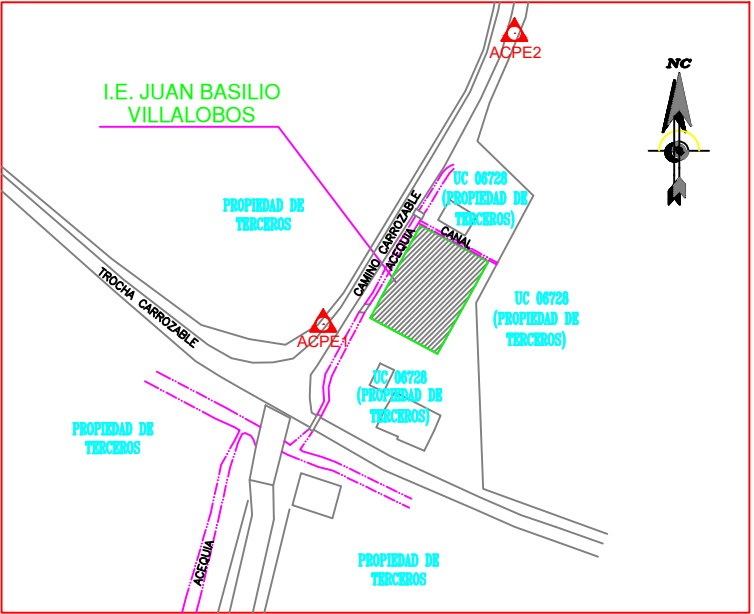 ACPE2
NC
I.E. JUAN BASILIO
VILLALOBOS
UC 06728
(PROPIEDAD DE
TERCEROS)
PROPIEDAD DE
TERCEROS
CAMINO CARROZABLE
ACEQUIA
CANAL
TROCHA CARROZABLE
UC 06728
(PROPIEDAD DE
TERCEROS)
ACPE1
UC 06728
(PROPIEDAD DE
TERCEROS)
PROPIEDAD DE
TERCEROS
ACEQUIA
PROPIEDAD DE
TERCEROS